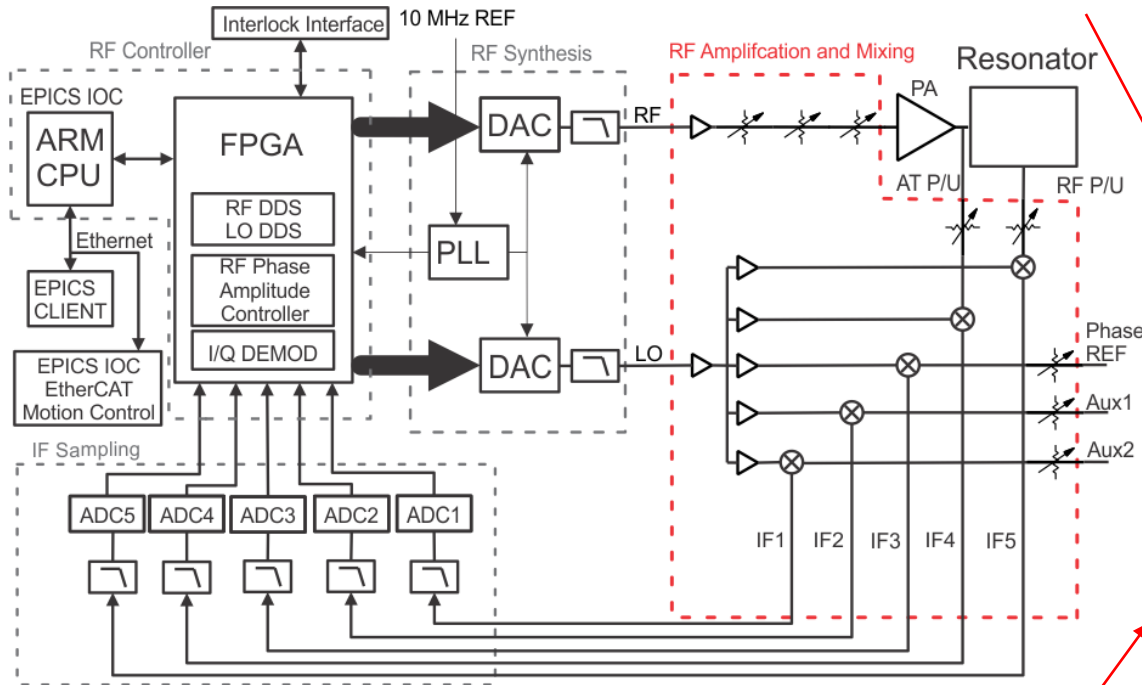 Interlock Interface
10 MHz REF
RF Controller
RF Synthesis
RF Amplifcation and Mixing
Resonator
EPICS IOC
ARM
CPU
FPGA
RF DDS
LO DDS
RF Phase
Amplitude
Controller
I/Q DEMOD
Ethernet
EPICS
CLIENT
EPICS IOC
EtherCAT
Motion Control
DAC
RF
PLL
DAC
LO
PA
AT P/U
RF P/U
Phase
REF
Aux1
Aux2
IF Sampling
ADC5
ADC4
ADC3
ADC2
ADC1
IF1
IF2
IF3
IF4
IF5